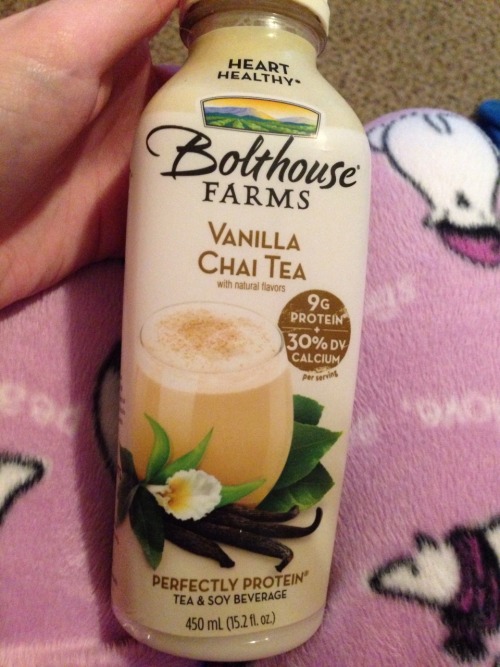 HEART
HEALTHY*
Bolthouse®
FARMS
VANILLA
CHAI TEA
with natural flavors
9G
PROTEIN
+
30% DV
CALCIUM
per serving
PERFECTLY PROTEIN®
TEA & SOY BEVERAGE
450 mL (15.2 fl. oz.)